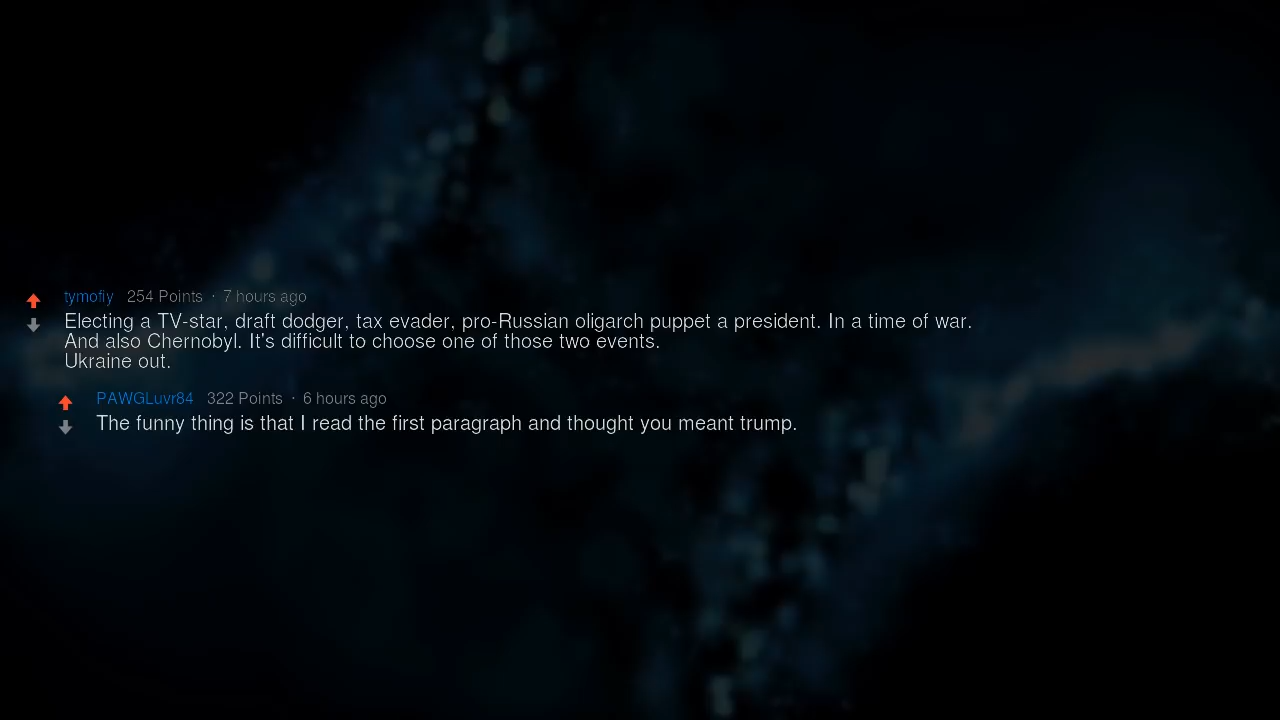 tymofiy 254 Points · 7 hours ago
Electing a TV-star, draft dodger, tax evader, pro-Russian oligarch puppet a president. In a time of war.
And also Chernobyl. It's difficult to choose one of those two events.
Ukraine out.
PAWGLuvr84 322 Points · 6 hours ago
The funny thing is that I read the first paragraph and thought you meant trump.